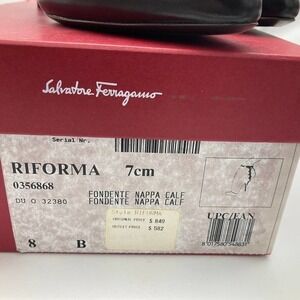 Salvatore Ferragamo
Serial Nr.
RIFORMA 7cm
0356868
DU O 32380
FONDENTE NAPPA CALF
FONDENTE NAPPA CALF
Style RIFORMA
ORIGINAL PRICE $ 849
OUTLET PRICE $ 582
8 B
UPC/EAN